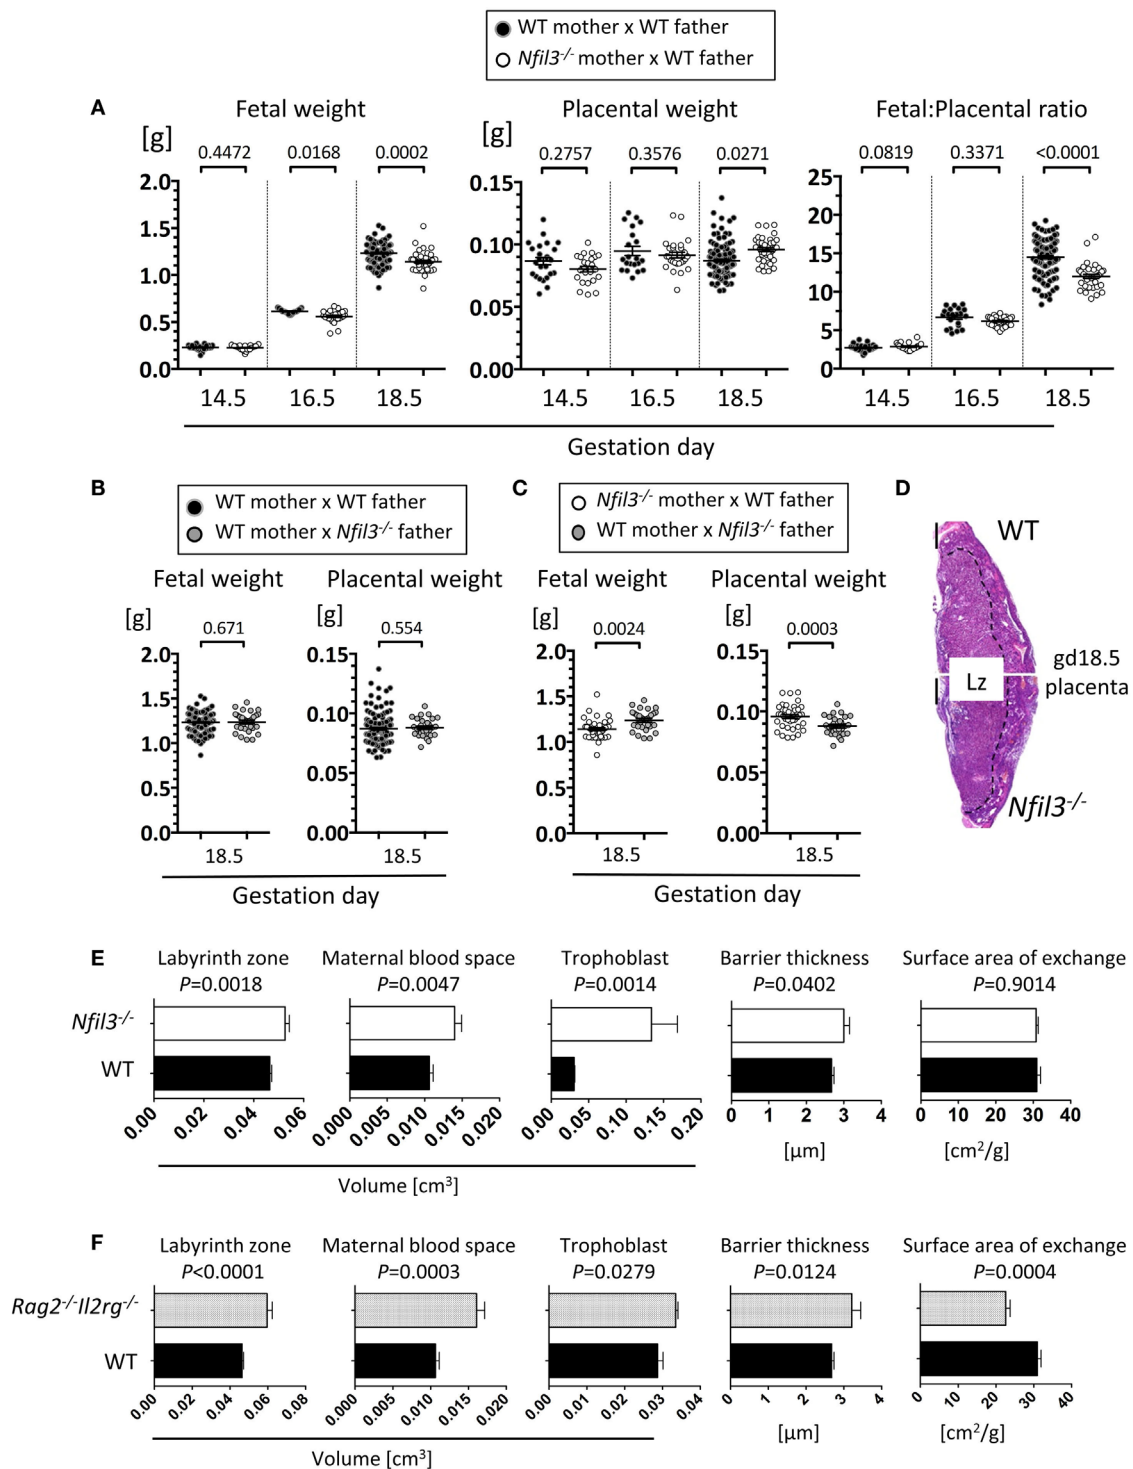 WT mother x WT father
Nfil3-/- mother x WT father
A
Fetal weight
Placental weight
Fetal:Placental ratio
[g]
[g]
0.4472 0.0168 0.0002
0.2757 0.3576 0.0271
0.0819 0.3371 <0.0001
2.0
1.5
1.0
0.5
0.0
0.15
0.10
0.05
0.00
25
20
15
10
5
0
14.5 16.5 18.5
14.5 16.5 18.5
14.5 16.5 18.5
Gestation day
B
WT mother x WT father
WT mother x Nfil3-/- father
Fetal weight
Placental weight
[g]
[g]
0.671
0.554
2.0
1.5
1.0
0.5
0.0
0.15
0.10
0.05
0.00
18.5
18.5
Gestation day
C
Nfil3-/- mother x WT father
WT mother x Nfil3-/- father
Fetal weight
Placental weight
[g]
[g]
0.0024
0.0003
2.0
1.5
1.0
0.5
0.0
0.15
0.10
0.05
0.00
18.5
18.5
Gestation day
D
WT
Lz
gd18.5
placenta
Nfil3-/-
E
Labyrinth zone
P=0.0018
Maternal blood space
P=0.0047
Trophoblast
P=0.0014
Barrier thickness
P=0.0402
Surface area of exchange
P=0.9014
Nfil3-/-
WT
0.00 0.02 0.04 0.06
0.000 0.005 0.010 0.015 0.020
0.00 0.05 0.10 0.15 0.20
0 1 2 3 4
0 10 20 30 40
Volume [cm3]
[µm]
[cm2/g]
F
Labyrinth zone
P<0.0001
Maternal blood space
P=0.0003
Trophoblast
P=0.0279
Barrier thickness
P=0.0124
Surface area of exchange
P=0.0004
Rag2-/-Il2rg-/-
WT
0.00 0.02 0.04 0.06 0.08
0.000 0.005 0.010 0.015 0.020
0.00 0.01 0.02 0.03 0.04
0 1 2 3 4
0 10 20 30 40
Volume [cm3]
[µm]
[cm2/g]